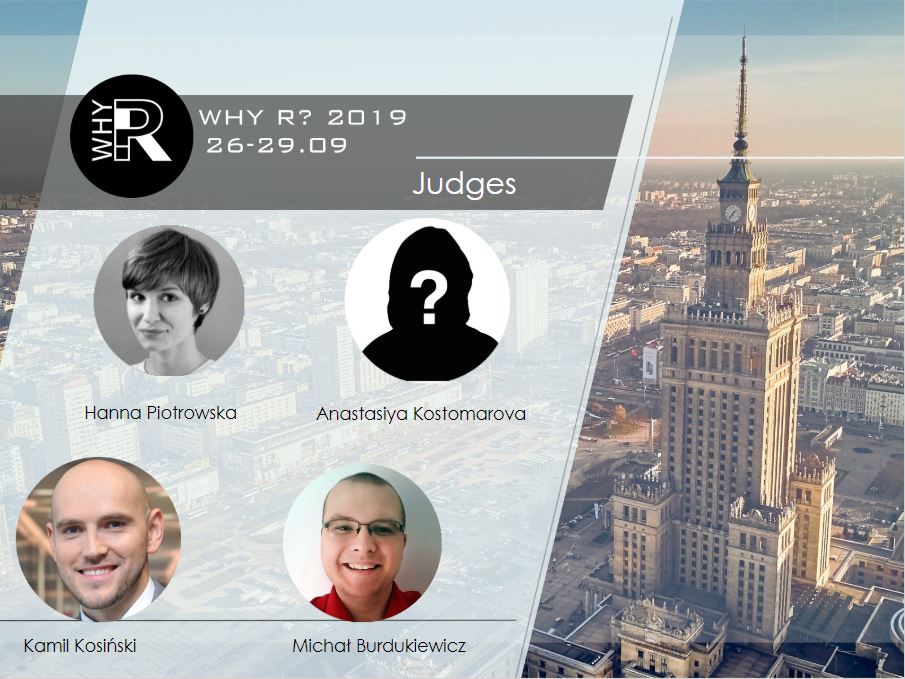 WHY R
WHY R? 2019
26-29.09
Judges
?
Hanna Piotrowska
Anastasiya Kostomarova
Kamil Kosiński
Michał Burdukiewicz